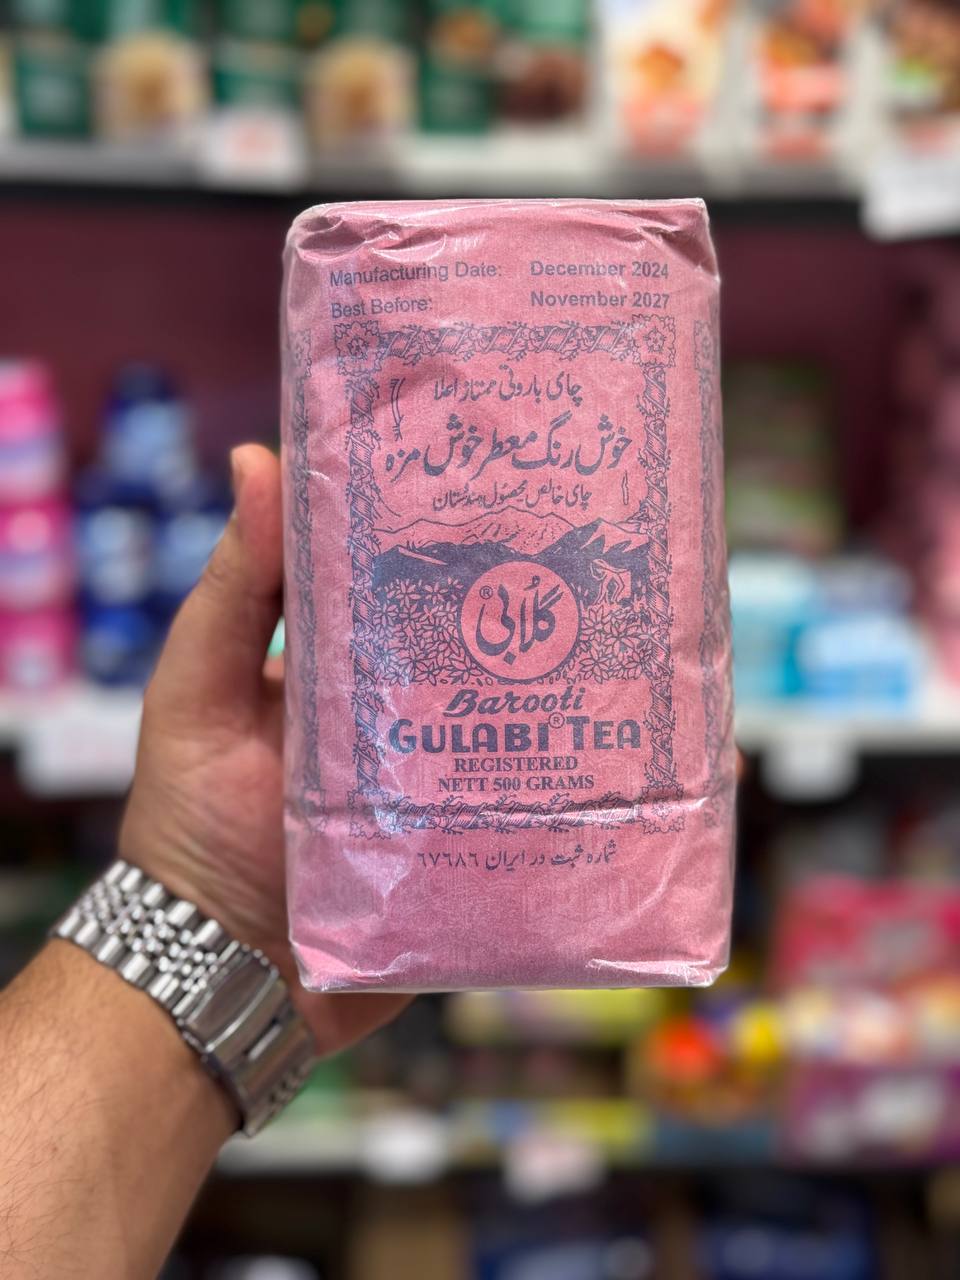 Manufacturing Date: December 2024
Best Before: November 2027
چای باروتی ممتاز اعلا
خوش رنگ معطر خوش مزه
چای خالص محصول هندستان
گلابی ®
Barooti
GULABI® TEA
REGISTERED
NETT 500 GRAMS
شماره ثبت در ایران ٦٧٦٨٦